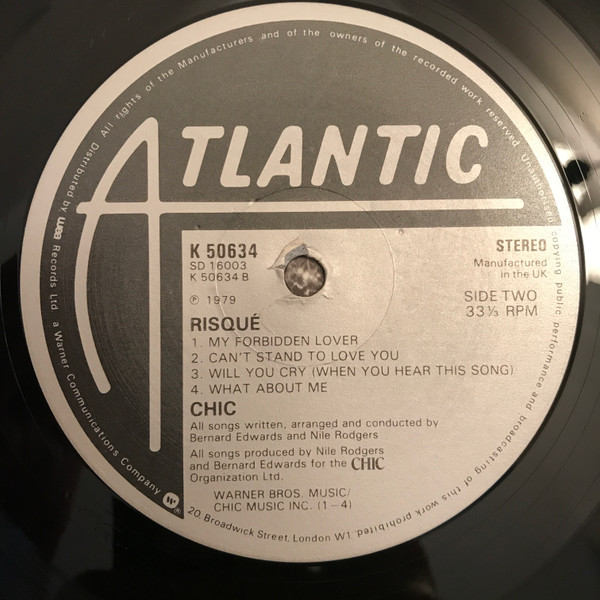 ATLANTIC
K 50634
SD 16003
K 50634 B
℗ 1979
STEREO
Manufactured
in the UK
SIDE TWO
33⅓ RPM
RISQUÉ
1. MY FORBIDDEN LOVER
2. CAN'T STAND TO LOVE YOU
3. WILL YOU CRY (WHEN YOU HEAR THIS SONG)
4. WHAT ABOUT ME
CHIC
All songs written, arranged and conducted by
Bernard Edwards and Nile Rodgers
All songs produced by Nile Rodgers
and Bernard Edwards for the CHIC
Organization Ltd.
WARNER BROS. MUSIC/
CHIC MUSIC INC. (1-4)
Distributed by wea Records Ltd. a Warner Communications Company
All rights of the Manufacturers and of the owners of the recorded work reserved. Unauthorized copying public performance and broadcasting of this work prohibited.
20, Broadwick Street, London W1.